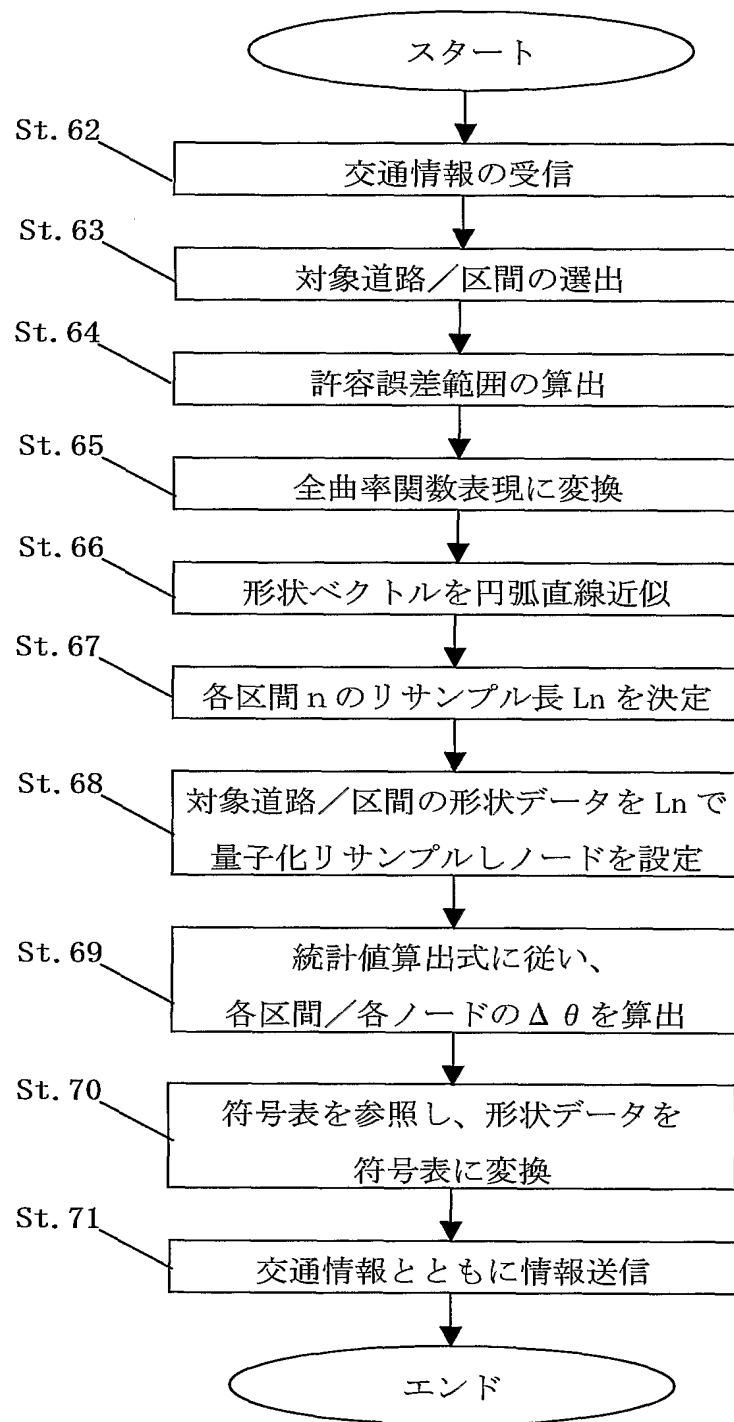 スタート
St. 62
交通情報の受信
St. 63
対象道路／区間の選出
St. 64
許容誤差範囲の算出
St. 65
全曲率関数表現に変換
St. 66
形状ベクトルを円弧直線近似
St. 67
各区間 n のリサンプル長 Ln を決定
St. 68
対象道路／区間の形状データを Ln で
量子化リサンプルしノードを設定
St. 69
統計値算出式に従い、
各区間／各ノードの Δ θ を算出
St. 70
符号表を参照し、形状データを
符号表に変換
St. 71
交通情報とともに情報送信
エンド